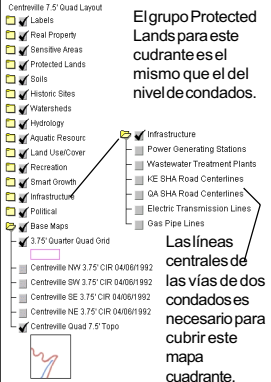 Centreville 7.5' Quad Layout
Labels
Real Property
Sensitive Areas
Protected Lands
Soils
Historic Sites
Watersheds
Hydrology
Aquatic Resourc
Land Use/Cover
Recreation
Smart Growth
Infrastructure
Political
Base Maps
3.75' Quarter Quad Grid
Centreville NW 3.75' CIR 04/06/1992
Centreville SW 3.75' CIR 04/06/1992
Centreville SE 3.75' CIR 04/06/1992
Centreville NE 3.75' CIR 04/06/1992
Centreville Quad 7.5' Topo
El grupo Protected
Lands para este
cudrante es el
mismo que el del
nivel de condados.
Infrastructure
Power Generating Stations
Wastewater Treatment Plants
KE SHA Road Centerlines
QA SHA Road Centerlines
Electric Transmission Lines
Gas Pipe Lines
Las líneas
centrales de
las vías de dos
condados es
necesario para
cubrir este
mapa
cuadrante.